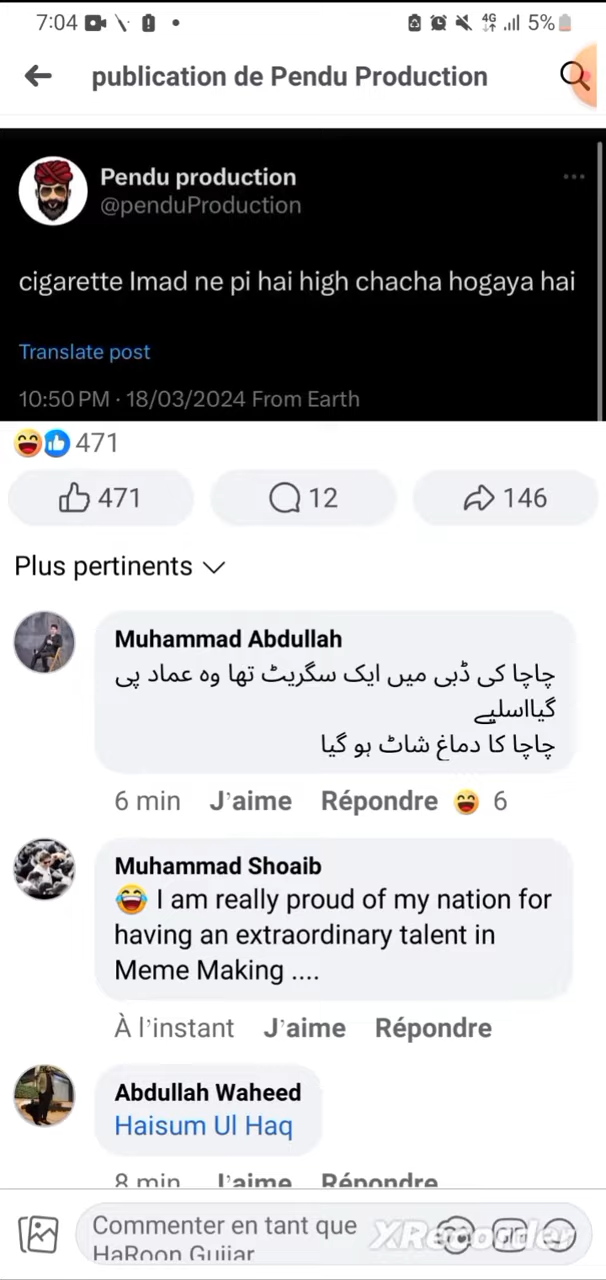 7:04
4G
5%
publication de Pendu Production
Pendu production
@penduProduction
cigarette Imad ne pi hai high chacha hogaya hai
Translate post
10:50 PM · 18/03/2024 From Earth
471
471
12
146
Plus pertinents
Muhammad Abdullah
چاچا کی ڈبی میں ایک سگریٹ تھا وہ عماد پی
گیااسلیے
چاچا کا دماغ شاٹ ہو گیا
6 min J’aime Répondre 😄 6
Muhammad Shoaib
😂 I am really proud of my nation for
having an extraordinary talent in
Meme Making ....
À l’instant J’aime Répondre
Abdullah Waheed
Haisum Ul Haq
8 min J’aime Répondre
Commenter en tant que
HaRoon Gujjar
XRecorder
GIF